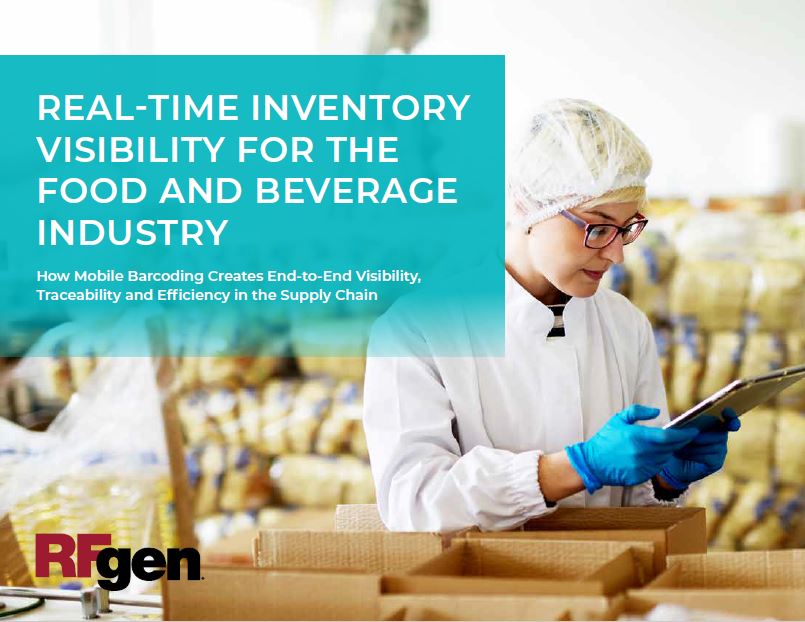 REAL-TIME INVENTORY
VISIBILITY FOR THE
FOOD AND BEVERAGE
INDUSTRY
How Mobile Barcoding Creates End-to-End Visibility,
Traceability and Efficiency in the Supply Chain
RFgen